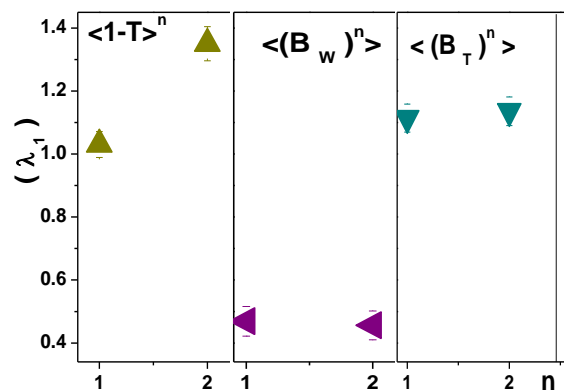 <1-T>ⁿ
<(B_W)ⁿ>
<(B_T)ⁿ>
1.4
1.2
1.0
0.8
0.6
0.4
(λ_1)
1 2
1 2
1 2 n